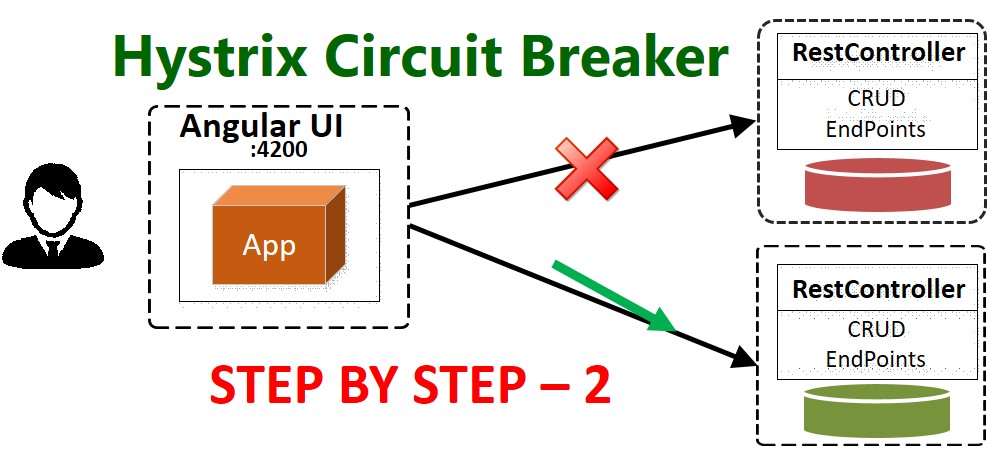 Hystrix Circuit Breaker
Angular UI
:4200
App
RestController
CRUD
EndPoints
RestController
CRUD
EndPoints
STEP BY STEP – 2